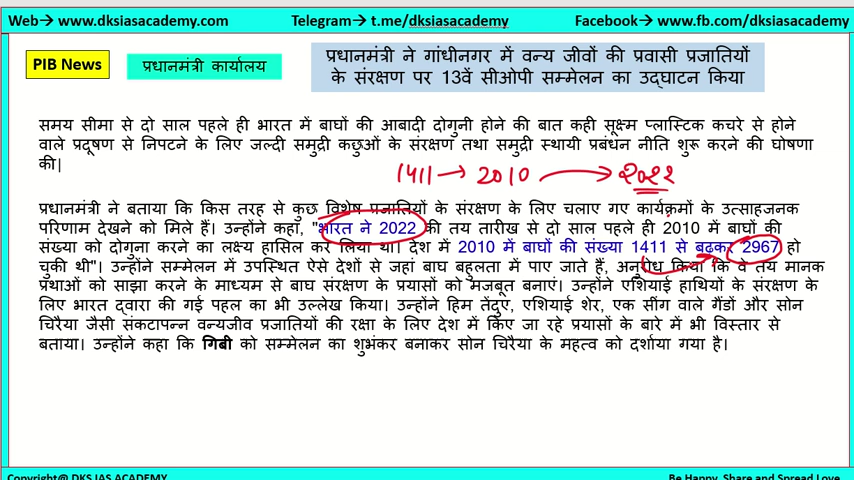 Web→ www.dksiasacademy.com Telegram→ t.me/dksiasacademy Facebook→ www.fb.com/dksiasacademy
PIB News
प्रधानमंत्री कार्यालय
प्रधानमंत्री ने गांधीनगर में वन्य जीवों की प्रवासी प्रजातियों
के संरक्षण पर 13वें सीओपी सम्मेलन का उद्घाटन किया
समय सीमा से दो साल पहले ही भारत में बाघों की आबादी दोगुनी होने की बात कही सूक्ष्म प्लास्टिक कचरे से होने
वाले प्रदूषण से निपटने के लिए जल्दी समुद्री कछुओं के संरक्षण तथा समुद्री स्थायी प्रबंधन नीति शुरू करने की घोषणा
की|
1411 → 2010 → २०२२
प्रधानमंत्री ने बताया कि किस तरह से कुछ विशेष प्रजातियों के संरक्षण के लिए चलाए गए कार्यक्रमों के उत्साहजनक
परिणाम देखने को मिले हैं। उन्होंने कहा, "भारत ने 2022 की तय तारीख से दो साल पहले ही 2010 में बाघों की
संख्या को दोगुना करने का लक्ष्य हासिल कर लिया था। देश में 2010 में बाघों की संख्या 1411 से बढ़कर 2967 हो
चुकी थी"। उन्होंने सम्मेलन में उपस्थित ऐसे देशों से जहां बाघ बहुलता में पाए जाते हैं, अनुरोध किया कि वे तय मानक
प्रथाओं को साझा करने के माध्यम से बाघ संरक्षण के प्रयासों को मजबूत बनाएं। उन्होंने एशियाई हाथियों के संरक्षण के
लिए भारत द्वारा की गई पहल का भी उल्लेख किया। उन्होंने हिम तेंदुए, एशियाई शेर, एक सींग वाले गैंडों और सोन
चिरैया जैसी संकटापन्न वन्यजीव प्रजातियों की रक्षा के लिए देश में किए जा रहे प्रयासों के बारे में भी विस्तार से
बताया। उन्होंने कहा कि गिबी को सम्मेलन का शुभंकर बनाकर सोन चिरैया के महत्व को दर्शाया गया है।
Copyright@ DKS IAS ACADEMY Be Happy, Share and Spread Love